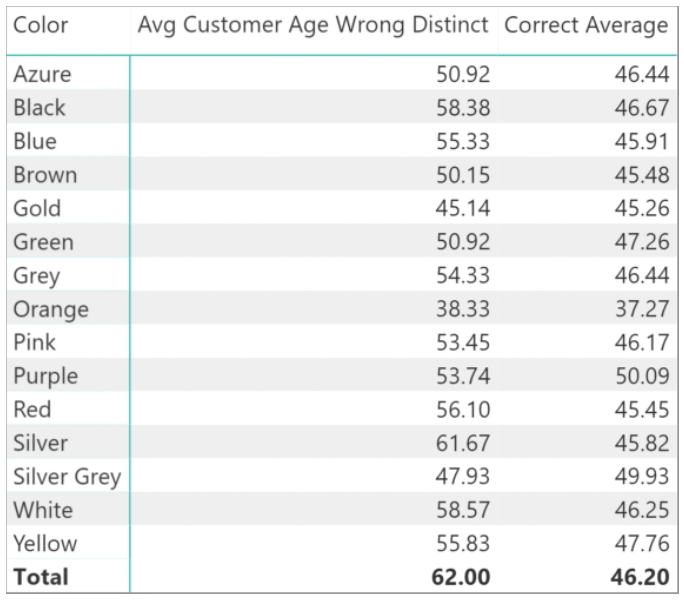 Color Avg Customer Age Wrong Distinct Correct Average
Azure 50.92 46.44
Black 58.38 46.67
Blue 55.33 45.91
Brown 50.15 45.48
Gold 45.14 45.26
Green 50.92 47.26
Grey 54.33 46.44
Orange 38.33 37.27
Pink 53.45 46.17
Purple 53.74 50.09
Red 56.10 45.45
Silver 61.67 45.82
Silver Grey 47.93 49.93
White 58.57 46.25
Yellow 55.83 47.76
Total 62.00 46.20